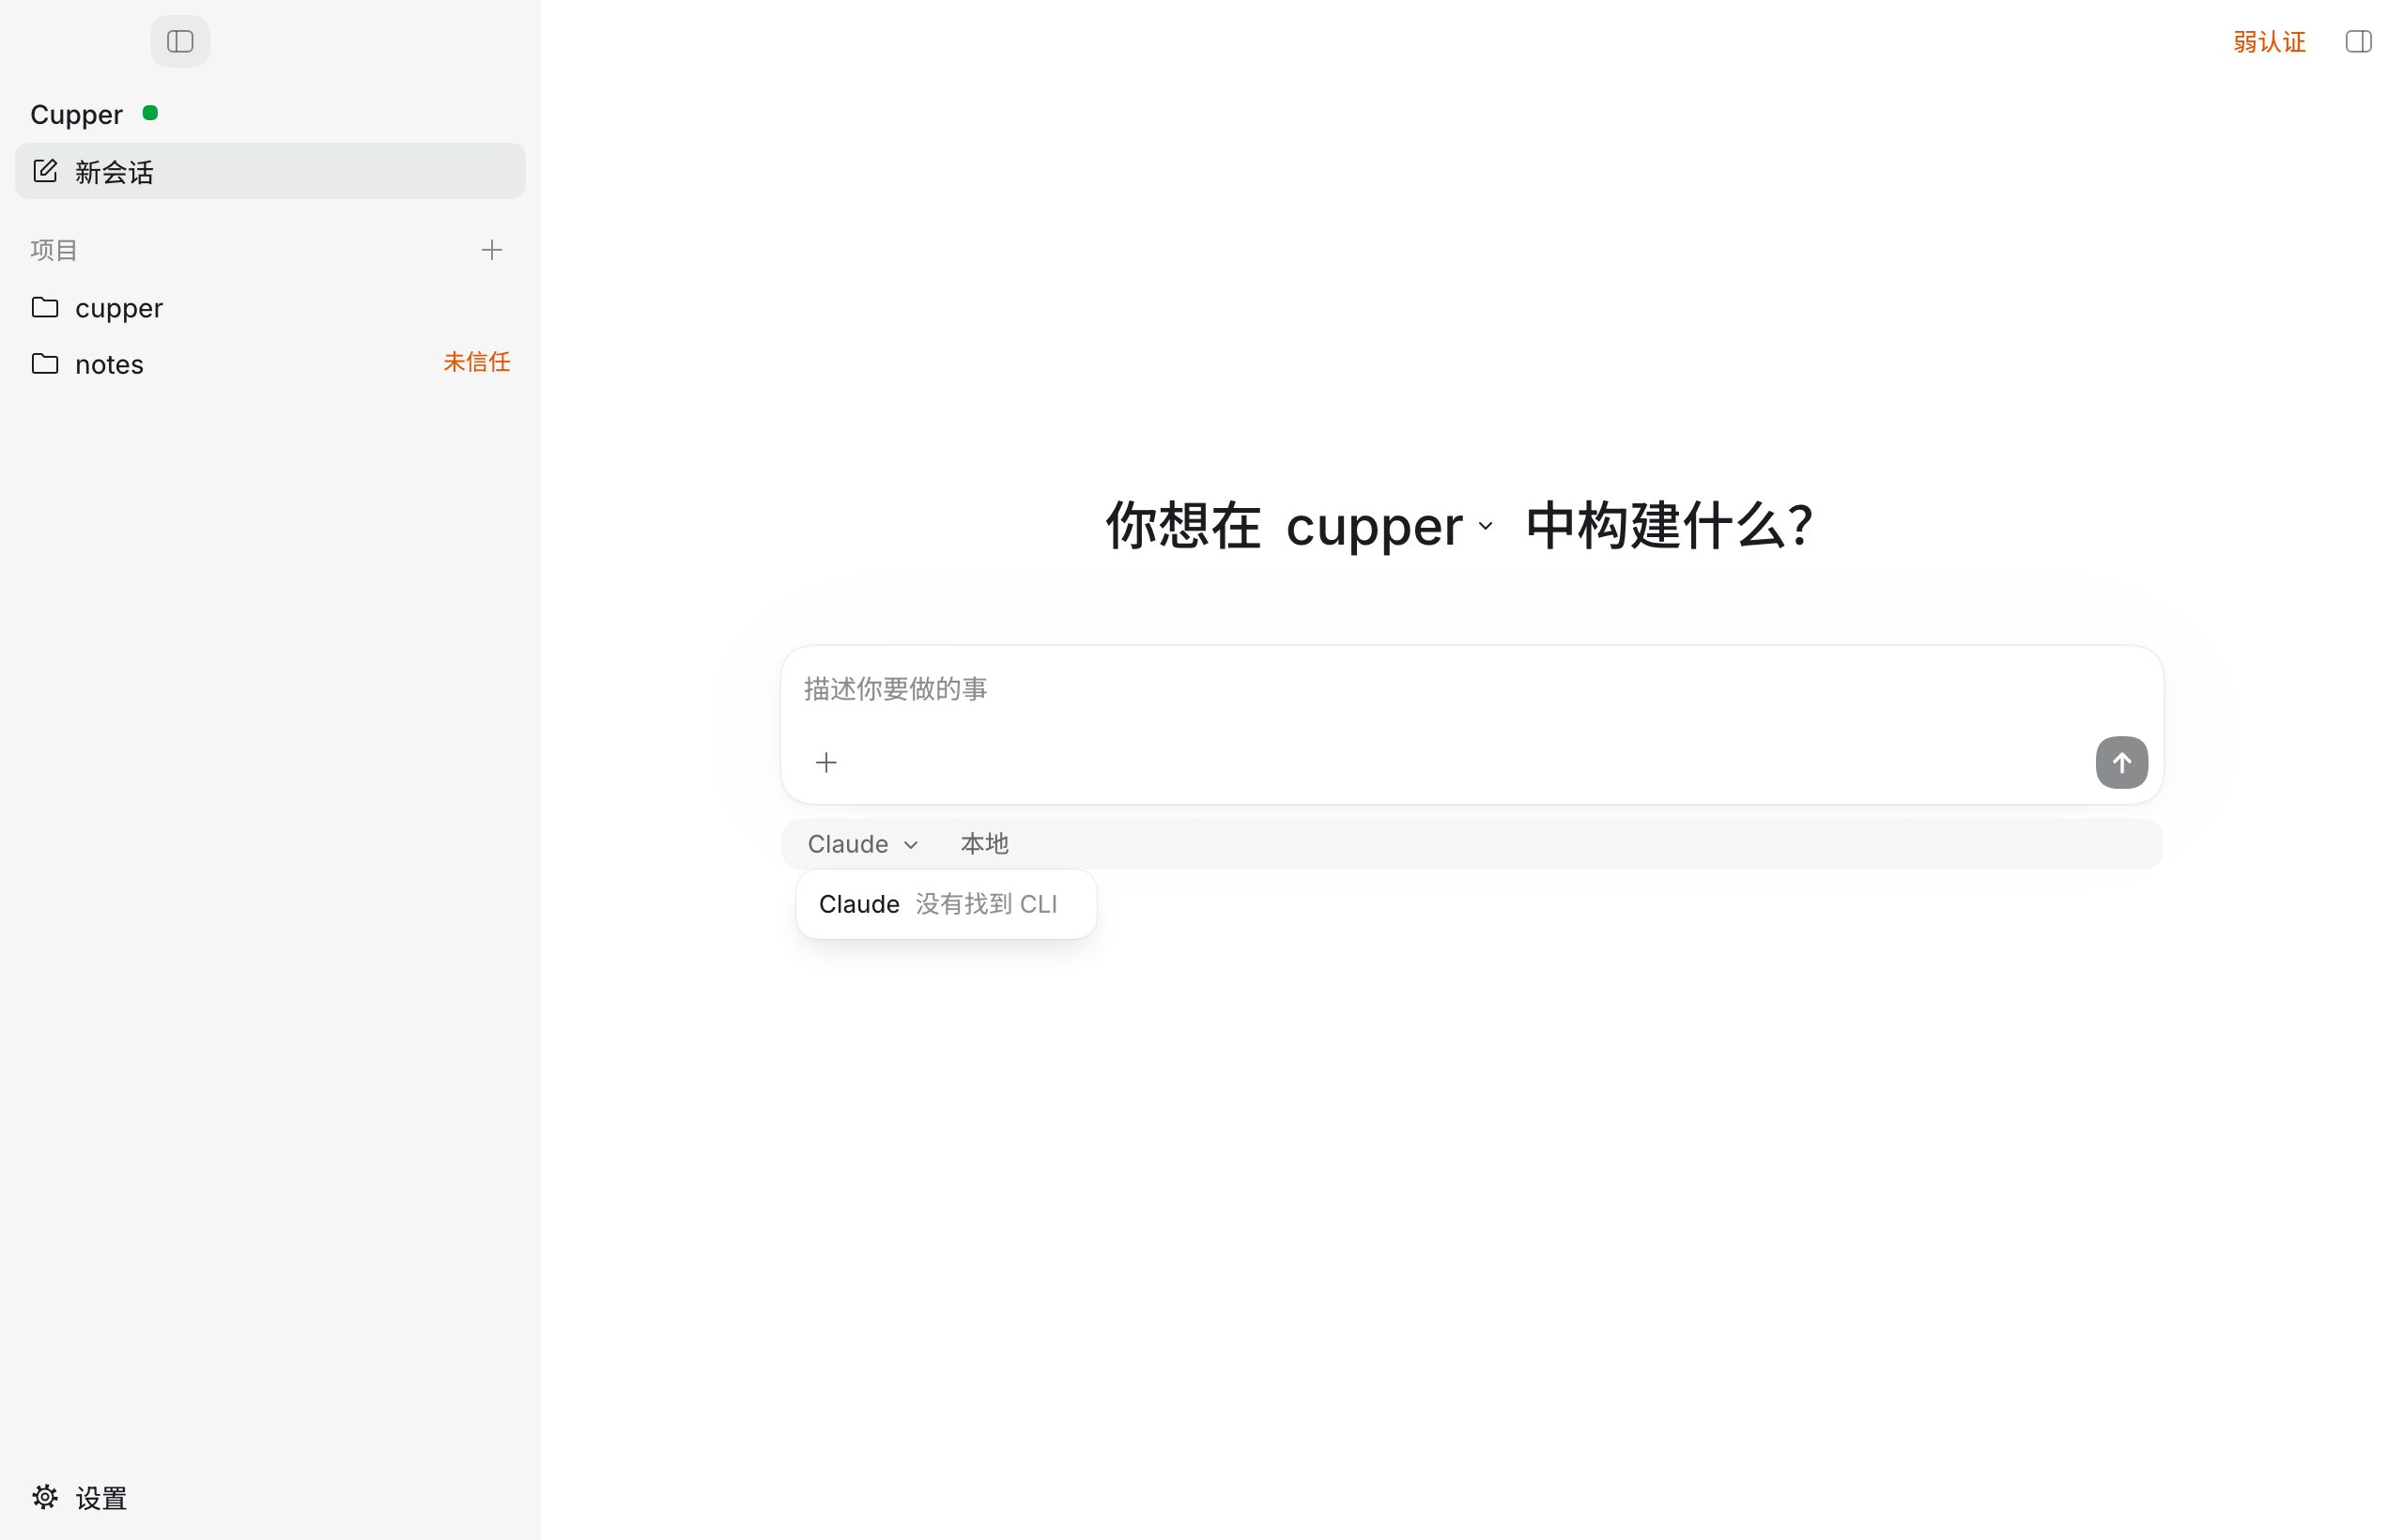 弱认证
Cupper
新会话
项目
cupper
notes 未信任
你想在 cupper 中构建什么？
描述你要做的事
Claude 本地
Claude 没有找到 CLI
设置